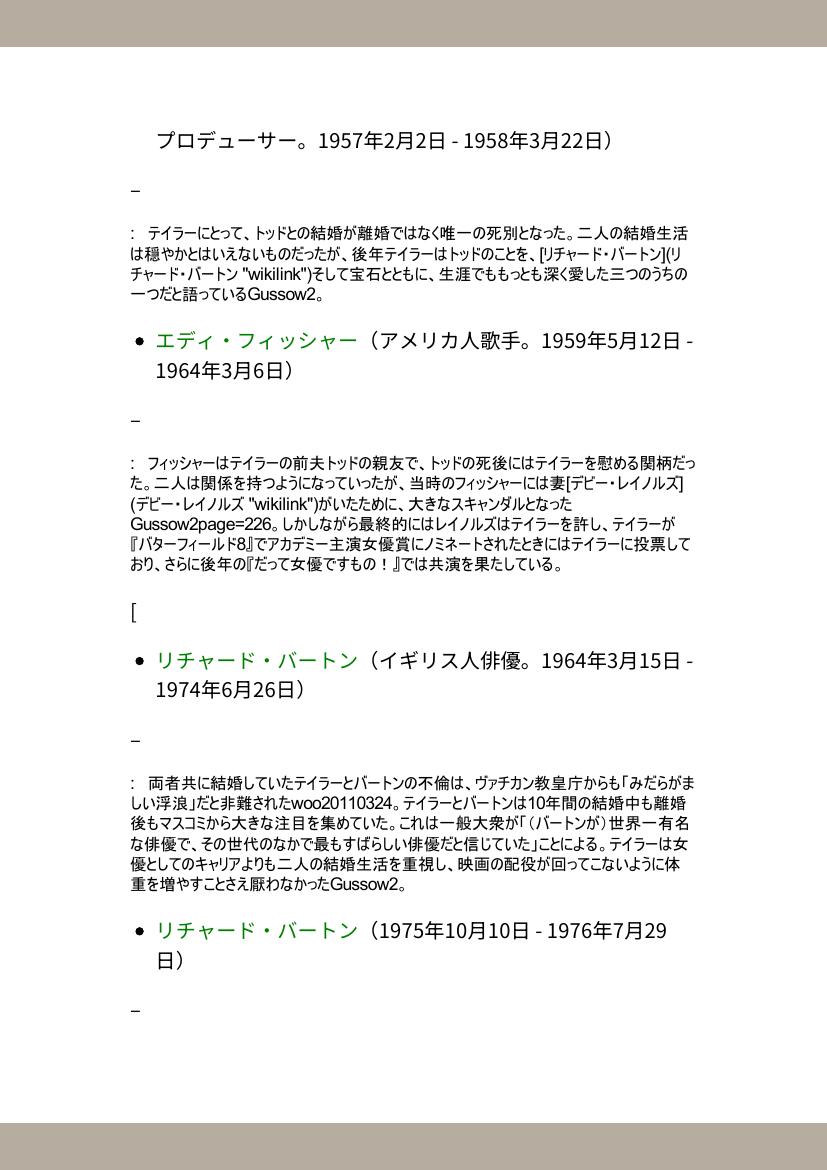 プロデューサー。1957年2月2日 - 1958年3月22日）
–
:　テイラーにとって、トッドとの結婚が離婚ではなく唯一の死別となった。二人の結婚生活
は穏やかとはいえないものだったが、後年テイラーはトッドのことを、[リチャード・バートン](リ
チャード・バートン "wikilink")そして宝石とともに、生涯でももっとも深く愛した三つのうちの
一つだと語っているGussow2。
● エディ・フィッシャー（アメリカ人歌手。1959年5月12日 -
1964年3月6日）
–
:　フィッシャーはテイラーの前夫トッドの親友で、トッドの死後にはテイラーを慰める関柄だっ
た。二人は関係を持つようになっていったが、当時のフィッシャーには妻[デビー・レイノルズ]
(デビー・レイノルズ "wikilink")がいたために、大きなスキャンダルとなった
Gussow2page=226。しかしながら最終的にはレイノルズはテイラーを許し、テイラーが
『バターフィールド8』でアカデミー主演女優賞にノミネートされたときにはテイラーに投票して
おり、さらに後年の『だって女優ですもの！』では共演を果たしている。
[
● リチャード・バートン（イギリス人俳優。1964年3月15日 -
1974年6月26日）
–
:　両者共に結婚していたテイラーとバートンの不倫は、ヴァチカン教皇庁からも「みだらがま
しい浮浪」だと非難されたwoo20110324。テイラーとバートンは10年間の結婚中も離婚
後もマスコミから大きな注目を集めていた。これは一般大衆が「（バートンが）世界一有名
な俳優で、その世代のなかで最もすばらしい俳優だと信じていた」ことによる。テイラーは女
優としてのキャリアよりも二人の結婚生活を重視し、映画の配役が回ってこないように体
重を増やすことさえ厭わなかったGussow2。
● リチャード・バートン（1975年10月10日 - 1976年7月29
日）
–